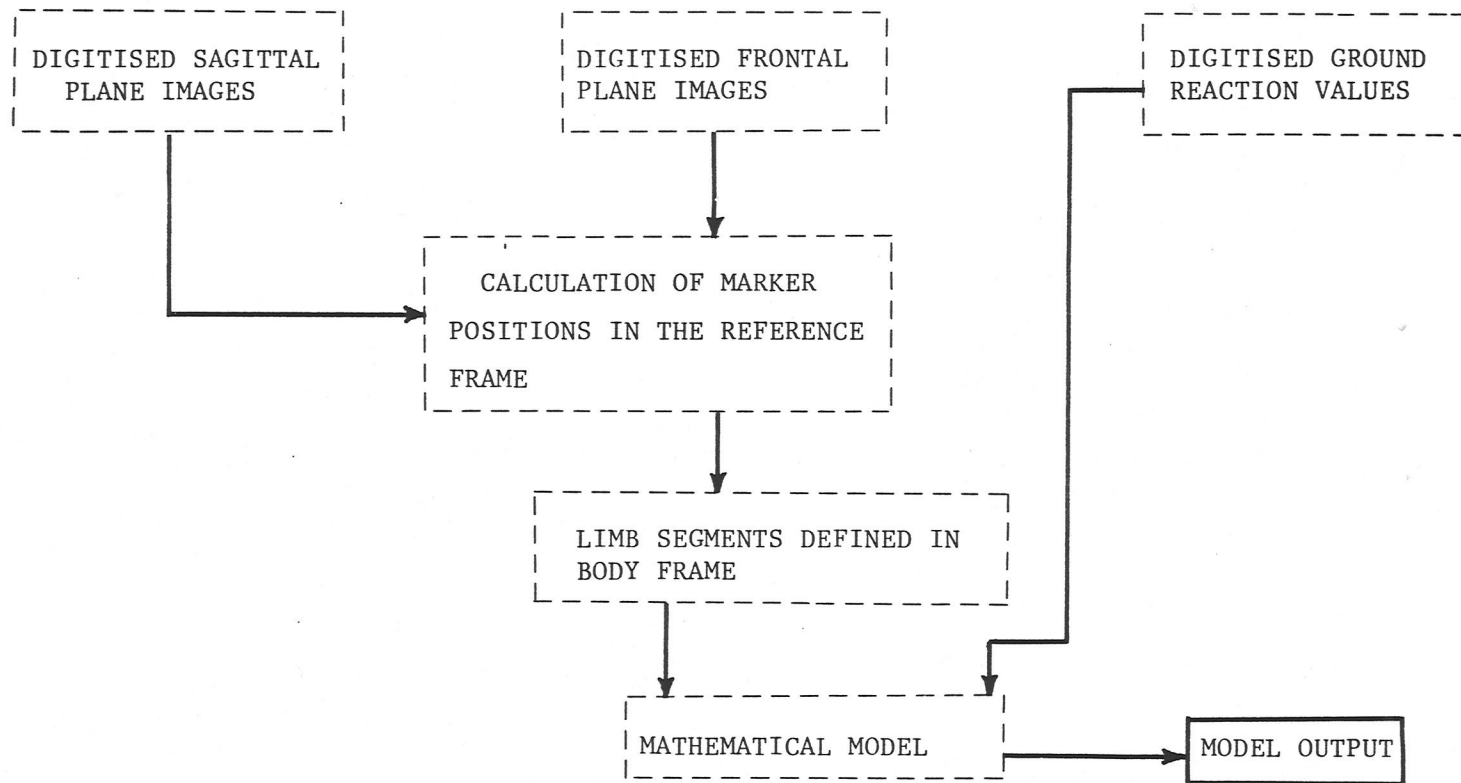 DIGITISED SAGITTAL
PLANE IMAGES
DIGITISED FRONTAL
PLANE IMAGES
DIGITISED GROUND
REACTION VALUES
CALCULATION OF MARKER
POSITIONS IN THE REFERENCE
FRAME
LIMB SEGMENTS DEFINED IN
BODY FRAME
MATHEMATICAL MODEL
MODEL OUTPUT